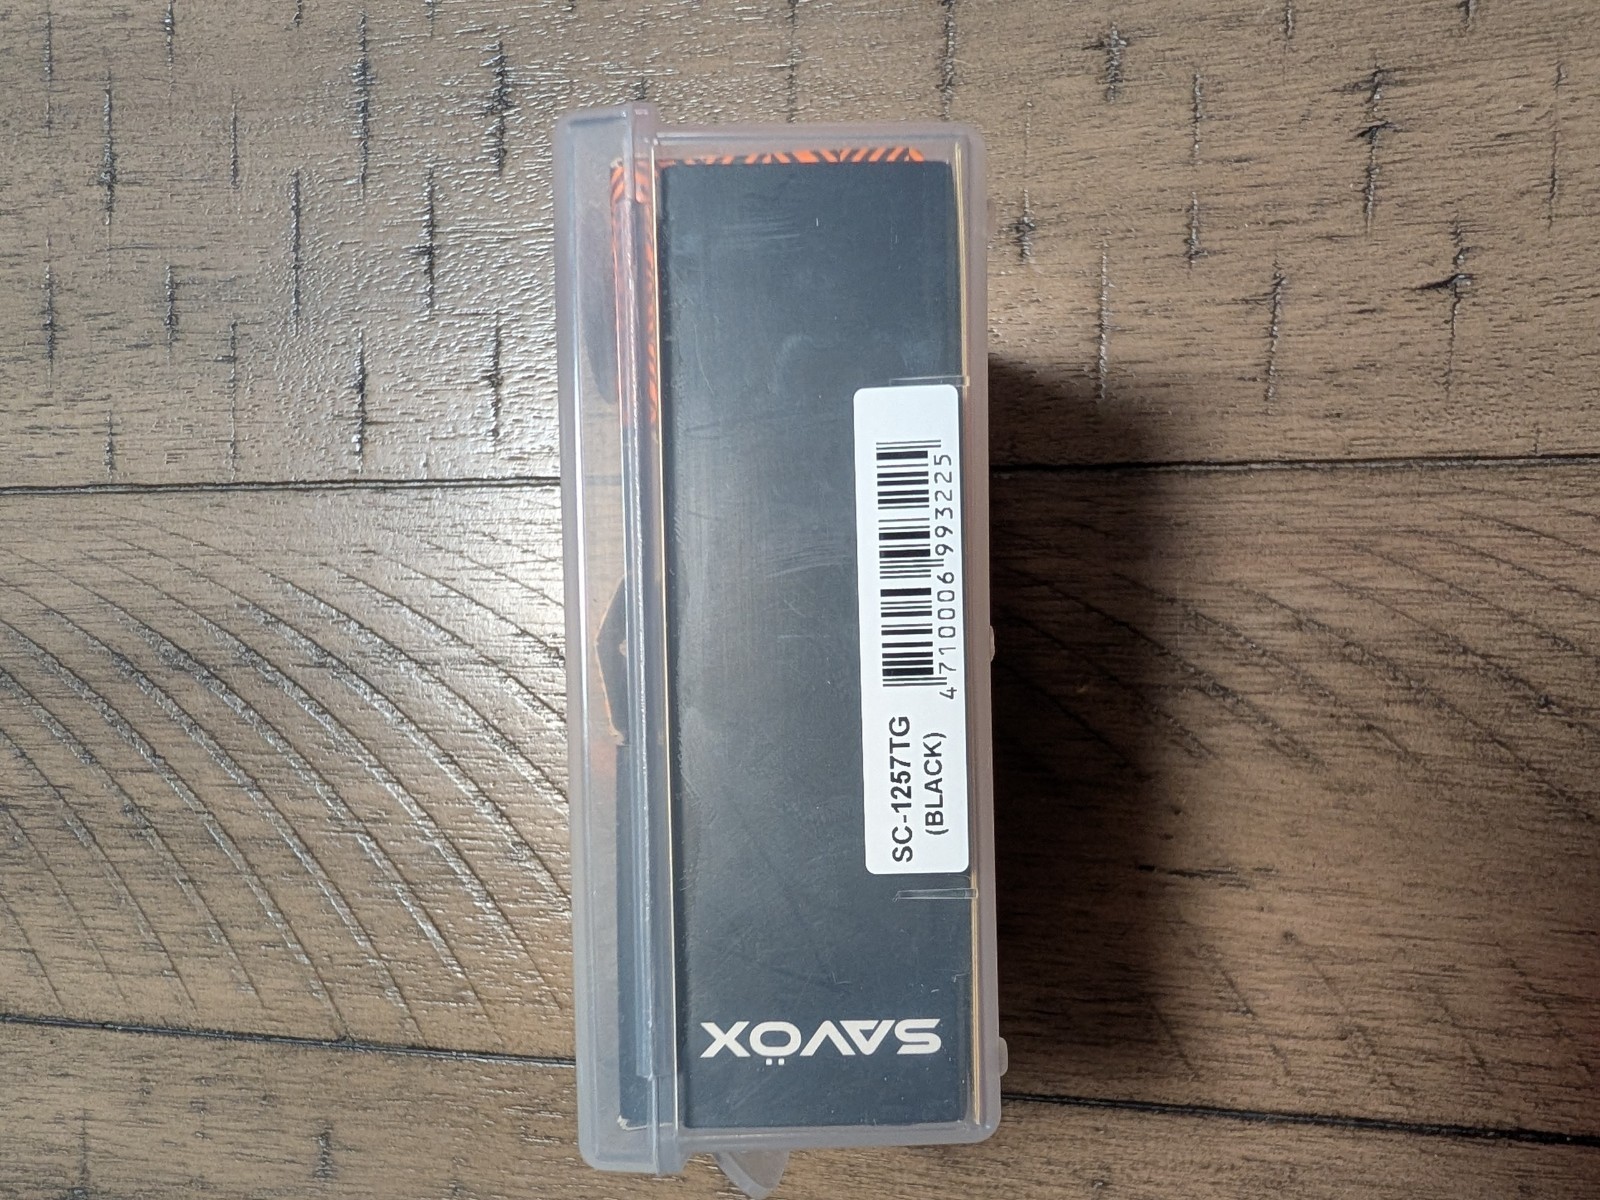 SC-1257TG
(BLACK)
4710006993225
SAVÖX